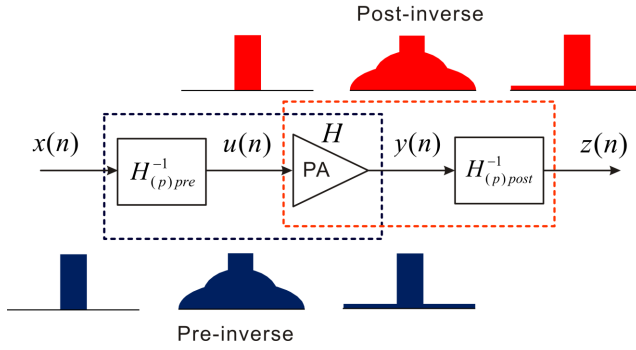 Post-inverse
x(n) H^{-1}_{(p) pre} u(n) H PA y(n) H^{-1}_{(p) post} z(n)
Pre-inverse